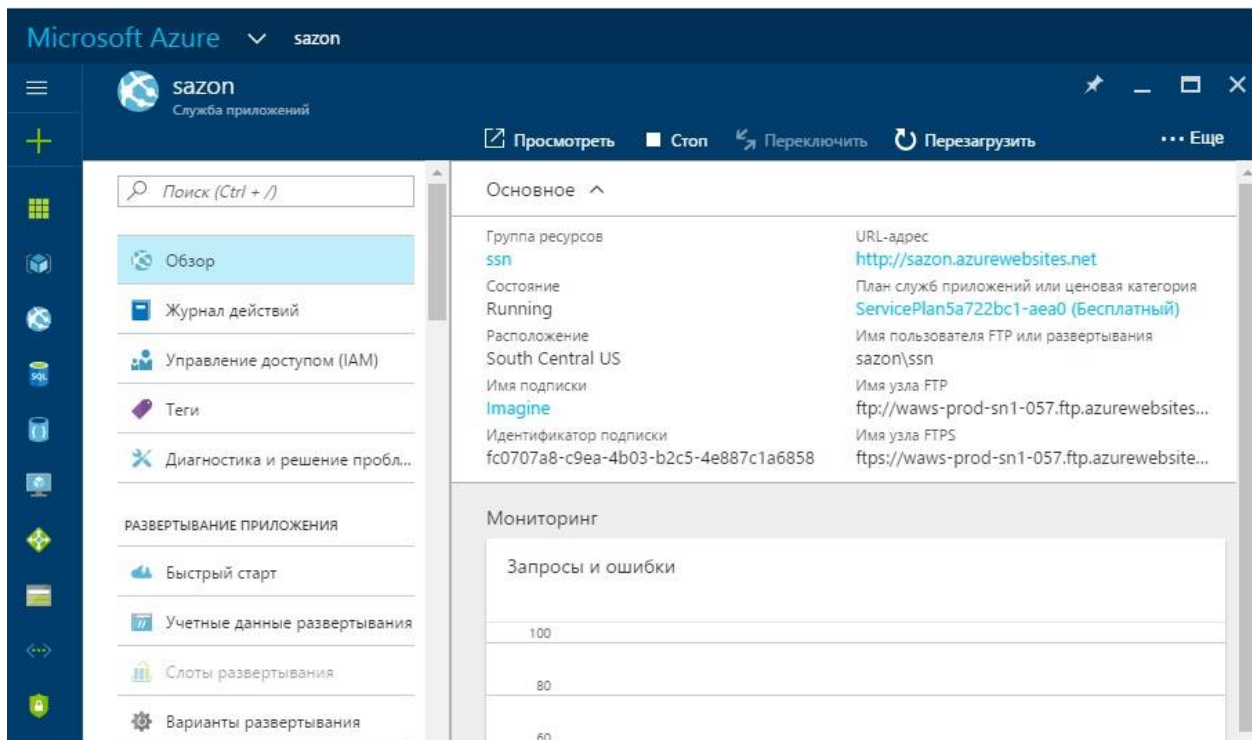 Microsoft Azure sazon
sazon
Служба приложений
Просмотреть Стоп Переключить Перезагрузить ··· Еще
Поиск (Ctrl + /)
Обзор
Журнал действий
Управление доступом (IAM)
Теги
Диагностика и решение пробл...
РАЗВЕРТЫВАНИЕ ПРИЛОЖЕНИЯ
Быстрый старт
Учетные данные развертывания
Слоты развертывания
Варианты развертывания
Основное
Группа ресурсов
ssn
Состояние
Running
Расположение
South Central US
Имя подписки
Imagine
Идентификатор подписки
fc0707a8-c9ea-4b03-b2c5-4e887c1a6858
URL-адрес
http://sazon.azurewebsites.net
План служб приложений или ценовая категория
ServicePlan5a722bc1-aea0 (Бесплатный)
Имя пользователя FTP или развертывания
sazon\ssn
Имя узла FTP
ftp://waws-prod-sn1-057.ftp.azurewebsites...
Имя узла FTPS
ftps://waws-prod-sn1-057.ftp.azurewebsite...
Мониторинг
Запросы и ошибки
100
80
60
SQL